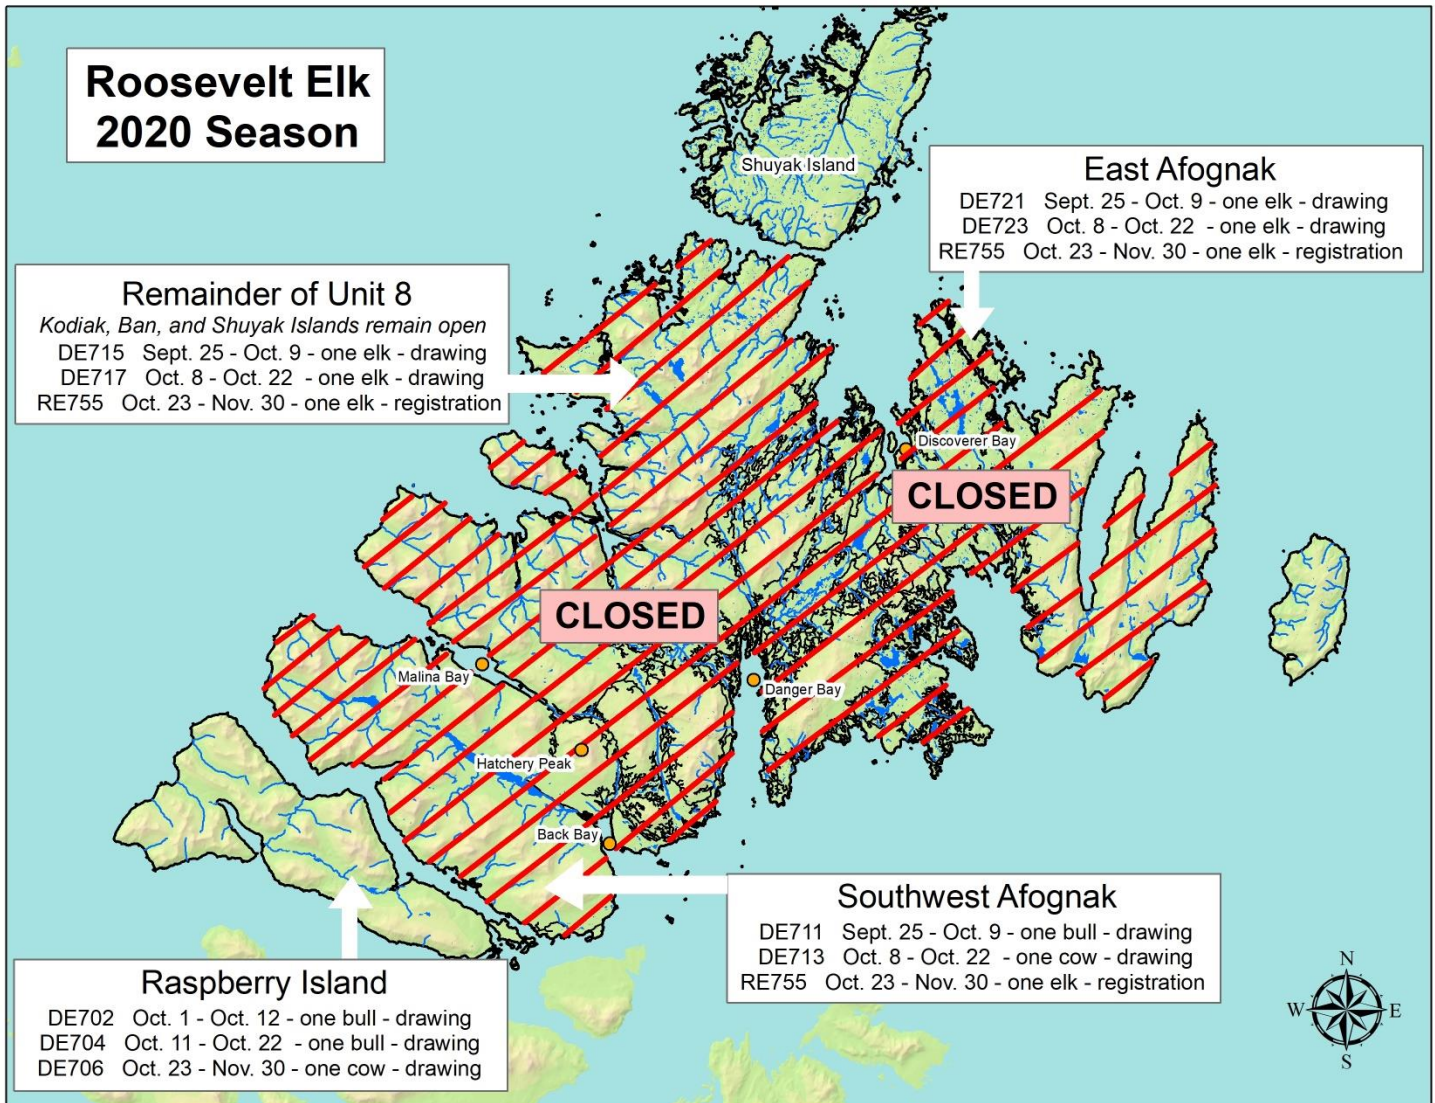 Roosevelt Elk
2020 Season
Shuyak Island
East Afognak
DE721 Sept. 25 - Oct. 9 - one elk - drawing
DE723 Oct. 8 - Oct. 22 - one elk - drawing
RE755 Oct. 23 - Nov. 30 - one elk - registration
Remainder of Unit 8
Kodiak, Ban, and Shuyak Islands remain open
DE715 Sept. 25 - Oct. 9 - one elk - drawing
DE717 Oct. 8 - Oct. 22 - one elk - drawing
RE755 Oct. 23 - Nov. 30 - one elk - registration
Discoverer Bay
CLOSED
CLOSED
Malina Bay
Danger Bay
Hatchery Peak
Back Bay
Southwest Afognak
DE711 Sept. 25 - Oct. 9 - one bull - drawing
DE713 Oct. 8 - Oct. 22 - one cow - drawing
RE755 Oct. 23 - Nov. 30 - one elk - registration
Raspberry Island
DE702 Oct. 1 - Oct. 12 - one bull - drawing
DE704 Oct. 11 - Oct. 22 - one bull - drawing
DE706 Oct. 23 - Nov. 30 - one cow - drawing
N
W E
S